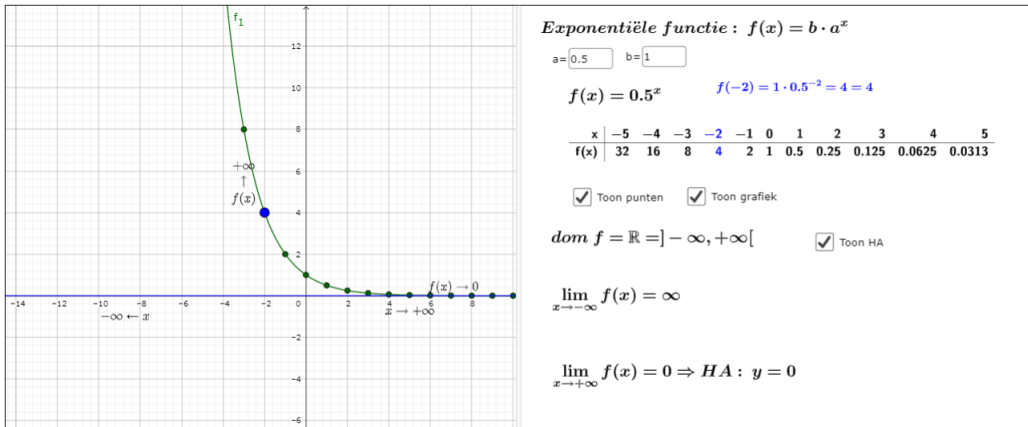 f₁
12
10
8
6
4
2
+∞
↑
f(x)
f(x) → 0
−14 −12 −10 −8 −6 −4 −2 0 2 4 6 8
−∞ ← x
x → +∞
−2
−4
−6
Exponentiële functie : f(x) = b · aˣ
a= 0.5 b= 1
f(x) = 0.5ˣ
f(−2) = 1 · 0.5⁻² = 4 = 4
x −5 −4 −3 −2 −1 0 1 2 3 4 5
f(x) 32 16 8 4 2 1 0.5 0.25 0.125 0.0625 0.0313
Toon punten Toon grafiek
dom f = ℝ =] − ∞, +∞[
Toon HA
lim f(x) = ∞
x→−∞
lim f(x) = 0 ⇒ HA : y = 0
x→+∞